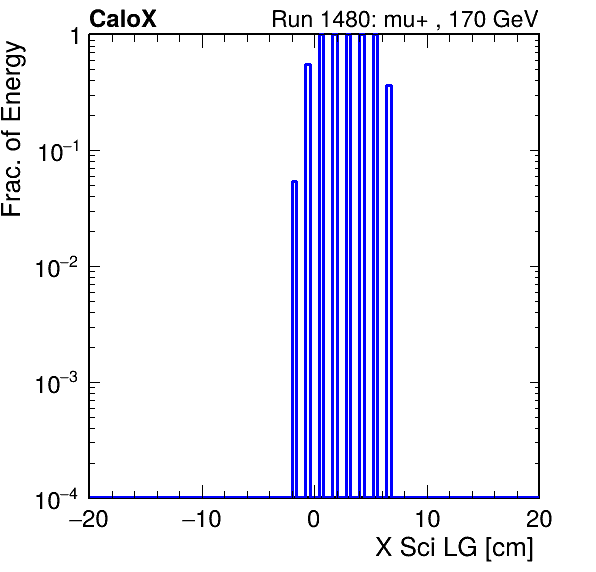 CaloX Run 1480: mu+ , 170 GeV
Frac. of Energy
1
10⁻¹
10⁻²
10⁻³
10⁻⁴
−20 −10 0 10 20
X Sci LG [cm]